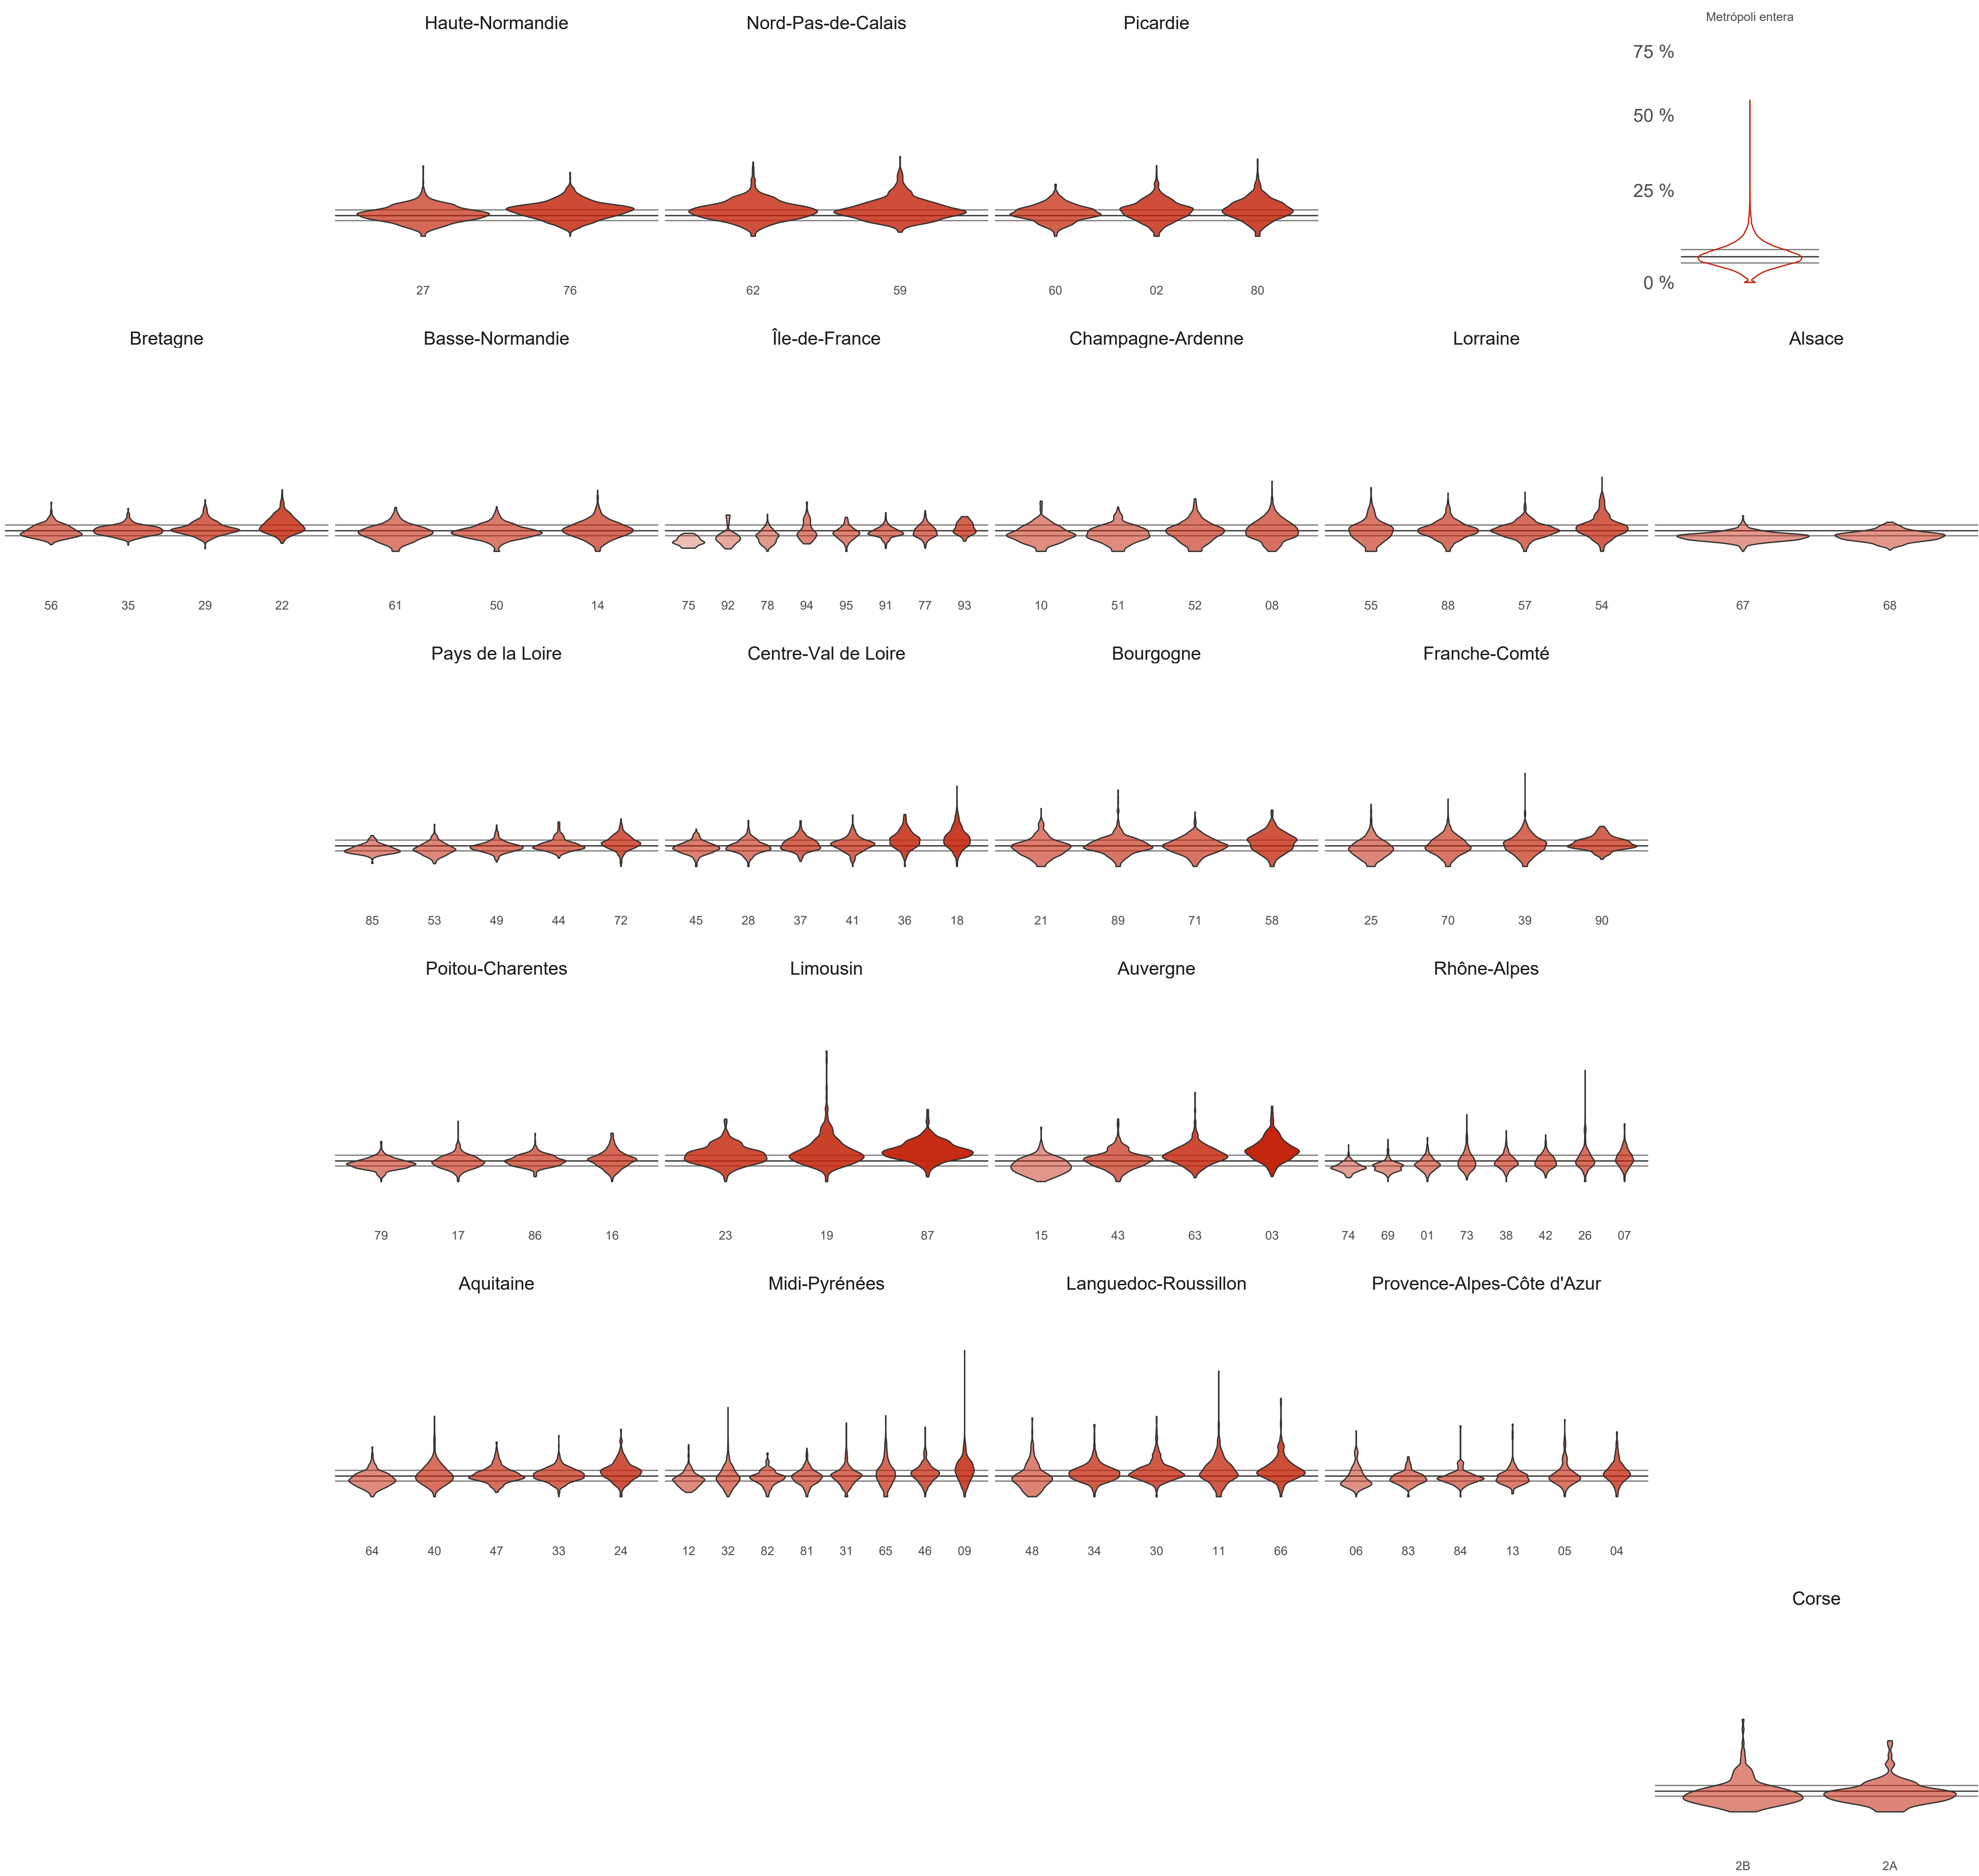 Haute-Normandie Nord-Pas-de-Calais Picardie Metrópoli entera
75 %
50 %
25 %
0 %
27 76 62 59 60 02 80
Bretagne Basse-Normandie Île-de-France Champagne-Ardenne Lorraine Alsace
56 35 29 22 61 50 14 75 92 78 94 95 91 77 93 10 51 52 08 55 88 57 54 67 68
Pays de la Loire Centre-Val de Loire Bourgogne Franche-Comté
85 53 49 44 72 45 28 37 41 36 18 21 89 71 58 25 70 39 90
Poitou-Charentes Limousin Auvergne Rhône-Alpes
79 17 86 16 23 19 87 15 43 63 03 74 69 01 73 38 42 26 07
Aquitaine Midi-Pyrénées Languedoc-Roussillon Provence-Alpes-Côte d'Azur
64 40 47 33 24 12 32 82 81 31 65 46 09 48 34 30 11 66 06 83 84 13 05 04
Corse
2B 2A